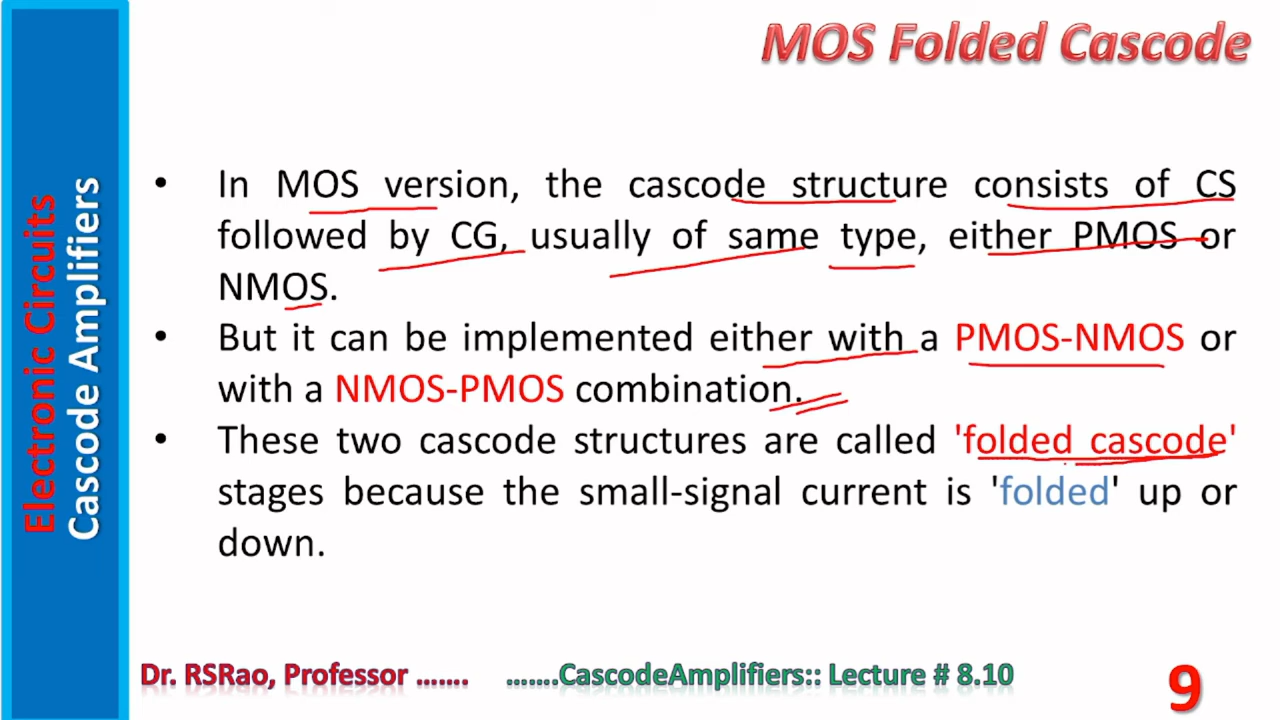 MOS Folded Cascode
Electronic Circuits
Cascode Amplifiers
• In MOS version, the cascode structure consists of CS
followed by CG, usually of same type, either PMOS or
NMOS.
• But it can be implemented either with a PMOS-NMOS or
with a NMOS-PMOS combination.
• These two cascode structures are called 'folded cascode'
stages because the small-signal current is 'folded' up or
down.
Dr. RSRao, Professor ....... .......CascodeAmplifiers:: Lecture # 8.10
9